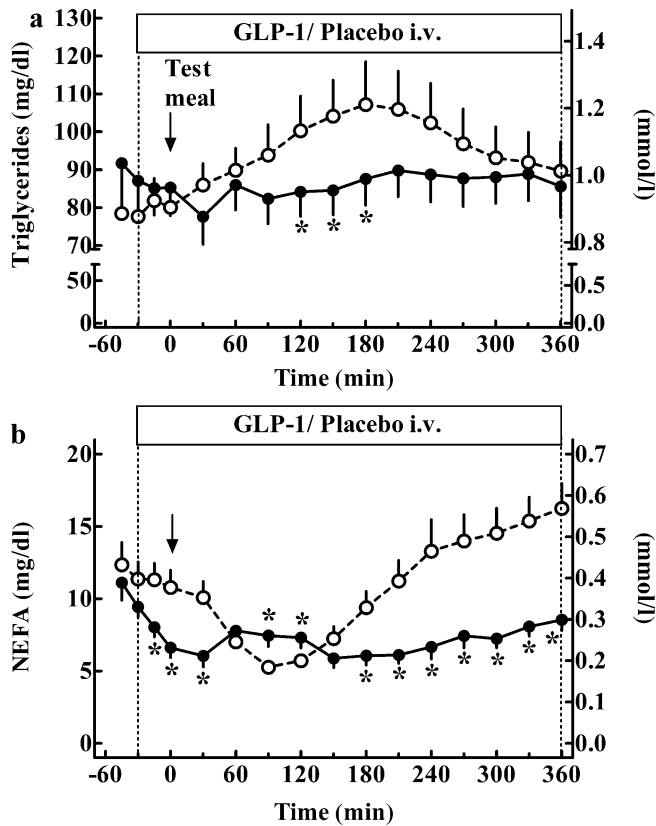 a
GLP-1/ Placebo i.v.
Test
meal
Triglycerides (mg/dl)
130
120
110
100
90
80
70
50
0
1.4
1.2
1.0
0.8
0.5
0.0
(mmol/l)
* * *
-60 0 60 120 180 240 300 360
Time (min)
b
GLP-1/ Placebo i.v.
NEFA (mg/dl)
20
15
10
5
0
0.7
0.6
0.5
0.4
0.3
0.2
0.1
0.0
(mmol/l)
* *
* * * * * * * * * *
-60 0 60 120 180 240 300 360
Time (min)